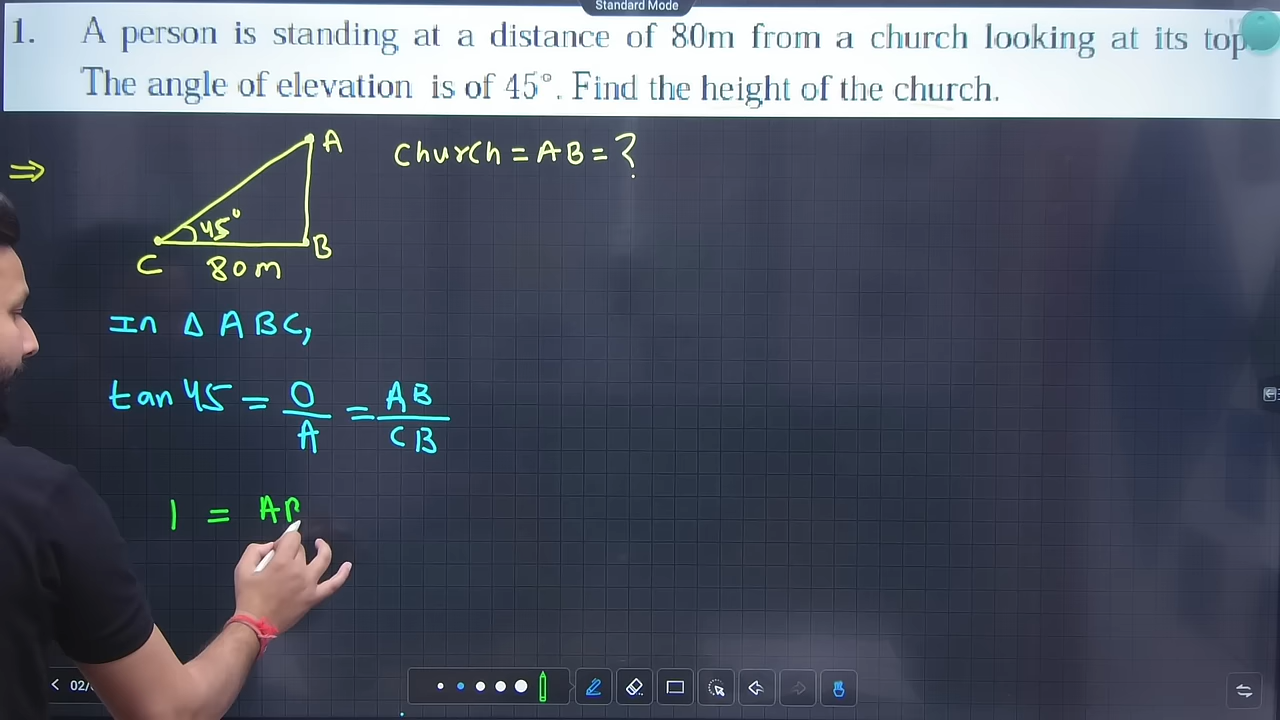 Standard Mode
1. A person is standing at a distance of 80m from a church looking at its top.
The angle of elevation is of 45°. Find the height of the church.
⇒
A
Church = AB = ?
45°
B
C
80m
In Δ ABC,
tan 45 = O/A = AB/CB
1 = AB
02/